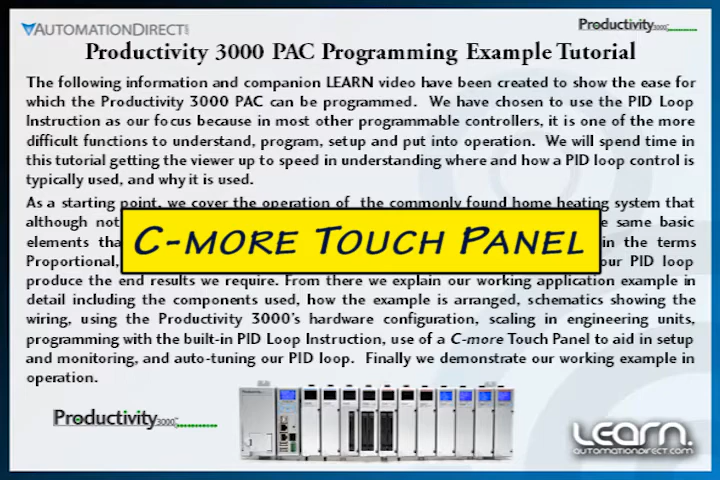 AUTOMATIONDIRECT
Productivity 3000
Productivity 3000 PAC Programming Example Tutorial
The following information and companion LEARN video have been created to show the ease for
which the Productivity 3000 PAC can be programmed. We have chosen to use the PID Loop
Instruction as our focus because in most other programmable controllers, it is one of the more
difficult functions to understand, program, setup and put into operation. We will spend time in
this tutorial getting the viewer up to speed in understanding where and how a PID loop control is
typically used, and why it is used.
As a starting point, we cover the operation of the commonly found home heating system that
although not same basic
elements tha in the terms
Proportional, our PID loop
C-MORE TOUCH PANEL
produce the end results we require. From there we explain our working application example in
detail including the components used, how the example is arranged, schematics showing the
wiring, using the Productivity 3000's hardware configuration, scaling in engineering units,
programming with the built-in PID Loop Instruction, use of a C-more Touch Panel to aid in setup
and monitoring, and auto-tuning our PID loop. Finally we demonstrate our working example in
operation.
Productivity 3000
LEARN.
AUTOMATIONDIRECT.COM